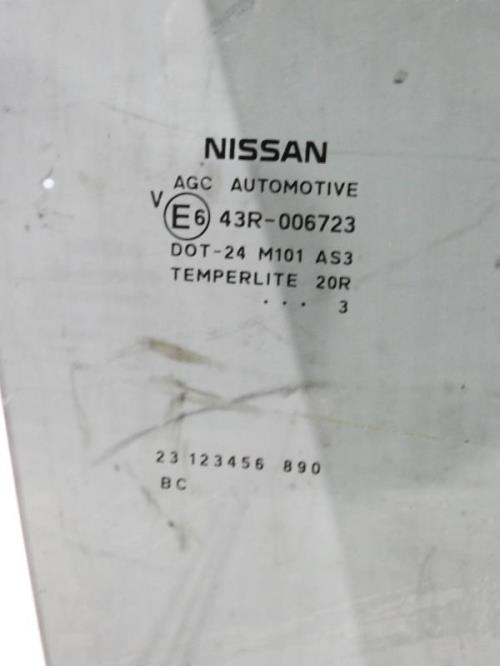 NISSAN
AGC AUTOMOTIVE
V E6 43R-006723
DOT-24 M101 AS3
TEMPERLITE 20R
... 3
23 123456 890
BC